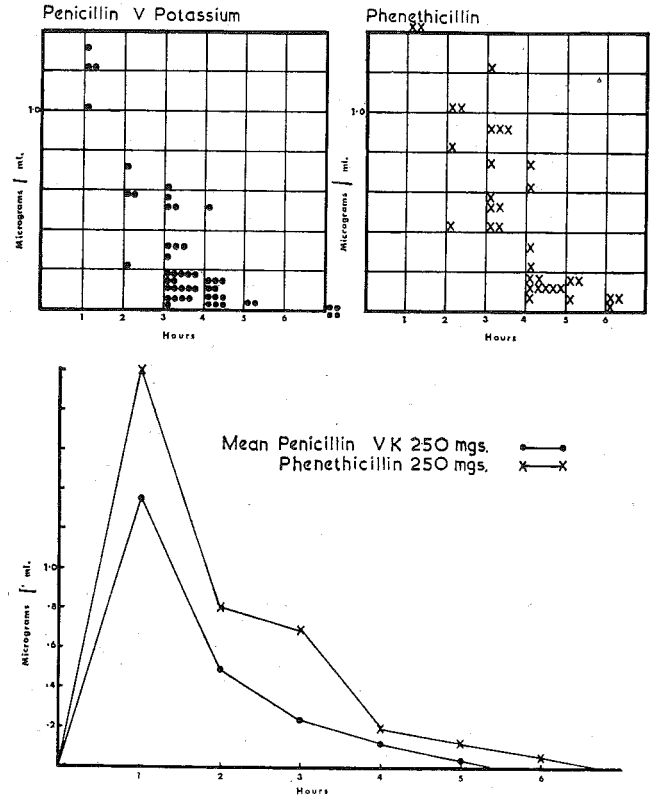 Penicillin V Potassium
1.0
Micrograms / ml.
1 2 3 4 5 6
Hours
Phenethicillin
1.0
Micrograms / ml.
1 2 3 4 5 6
Hours
Mean Penicillin V K 250 mgs.
Phenethicillin 250 mgs.
1.0
.8
.6
.4
.2
Micrograms / ml.
1 2 3 4 5 6
Hours